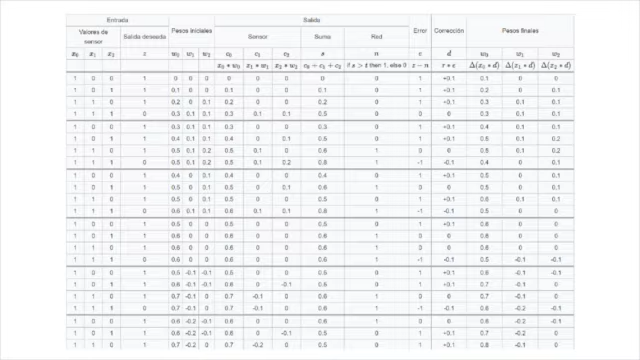 Entrada Pesos iniciales Salida Error Corrección Pesos finales
Valores de sensor Salida deseada Sensor Suma Red
x₀ x₁ x₂ z w₀ w₁ w₂ c₀ c₁ c₂ s n e d w₀ w₁ w₂
x₀ * w₀ x₁ * w₁ x₂ * w₂ c₀ + c₁ + c₂ if s > t then 1, else 0 z − n r * e Δ(x₀ * d) Δ(x₁ * d) Δ(x₂ * d)
1 0 0 1 0 0 0 0 0 0 0 0 1 +0.1 0.1 0 0
1 0 1 1 0.1 0 0 0.1 0 0 0.1 0 1 +0.1 0.2 0 0.1
1 1 0 1 0.2 0 0.1 0.2 0 0 0.2 0 1 +0.1 0.3 0.1 0.1
1 1 1 0 0.3 0.1 0.1 0.3 0.1 0.1 0.5 0 0 0 0.3 0.1 0.1
1 0 0 1 0.3 0.1 0.1 0.3 0 0 0.3 0 1 +0.1 0.4 0.1 0.1
1 0 1 1 0.4 0.1 0.1 0.4 0 0.1 0.5 0 1 +0.1 0.5 0.1 0.2
1 1 0 1 0.5 0.1 0.2 0.5 0.1 0 0.6 1 0 0 0.5 0.1 0.2
1 1 1 0 0.5 0.1 0.2 0.5 0.1 0.2 0.8 1 -1 -0.1 0.4 0 0.1
1 0 0 1 0.4 0 0.1 0.4 0 0 0.4 0 1 +0.1 0.5 0 0.1
1 0 1 1 0.5 0 0.1 0.5 0 0.1 0.6 1 0 0 0.5 0 0.1
1 1 0 1 0.5 0 0.1 0.5 0 0 0.5 0 1 +0.1 0.6 0.1 0.1
1 1 1 0 0.6 0.1 0.1 0.6 0.1 0.1 0.8 1 -1 -0.1 0.5 0 0
1 0 0 1 0.5 0 0 0.5 0 0 0.5 0 1 +0.1 0.6 0 0
1 0 1 1 0.6 0 0 0.6 0 0 0.6 1 0 0 0.6 0 0
1 1 0 1 0.6 0 0 0.6 0 0 0.6 1 0 0 0.6 0 0
1 1 1 0 0.6 0 0 0.6 0 0 0.6 1 -1 -0.1 0.5 -0.1 -0.1
1 0 0 1 0.5 -0.1 -0.1 0.5 0 0 0.5 0 1 +0.1 0.6 -0.1 -0.1
1 0 1 1 0.6 -0.1 -0.1 0.6 0 -0.1 0.5 0 1 +0.1 0.7 -0.1 0
1 1 0 1 0.7 -0.1 0 0.7 -0.1 0 0.6 1 0 0 0.7 -0.1 0
1 1 1 0 0.7 -0.1 0 0.7 -0.1 0 0.6 1 -1 -0.1 0.6 -0.2 -0.1
1 0 0 1 0.6 -0.2 -0.1 0.6 0 0 0.6 1 0 0 0.6 -0.2 -0.1
1 0 1 1 0.6 -0.2 -0.1 0.6 0 -0.1 0.5 0 1 +0.1 0.7 -0.2 0
1 1 0 1 0.7 -0.2 0 0.7 -0.2 0 0.5 0 1 +0.1 0.8 -0.1 0